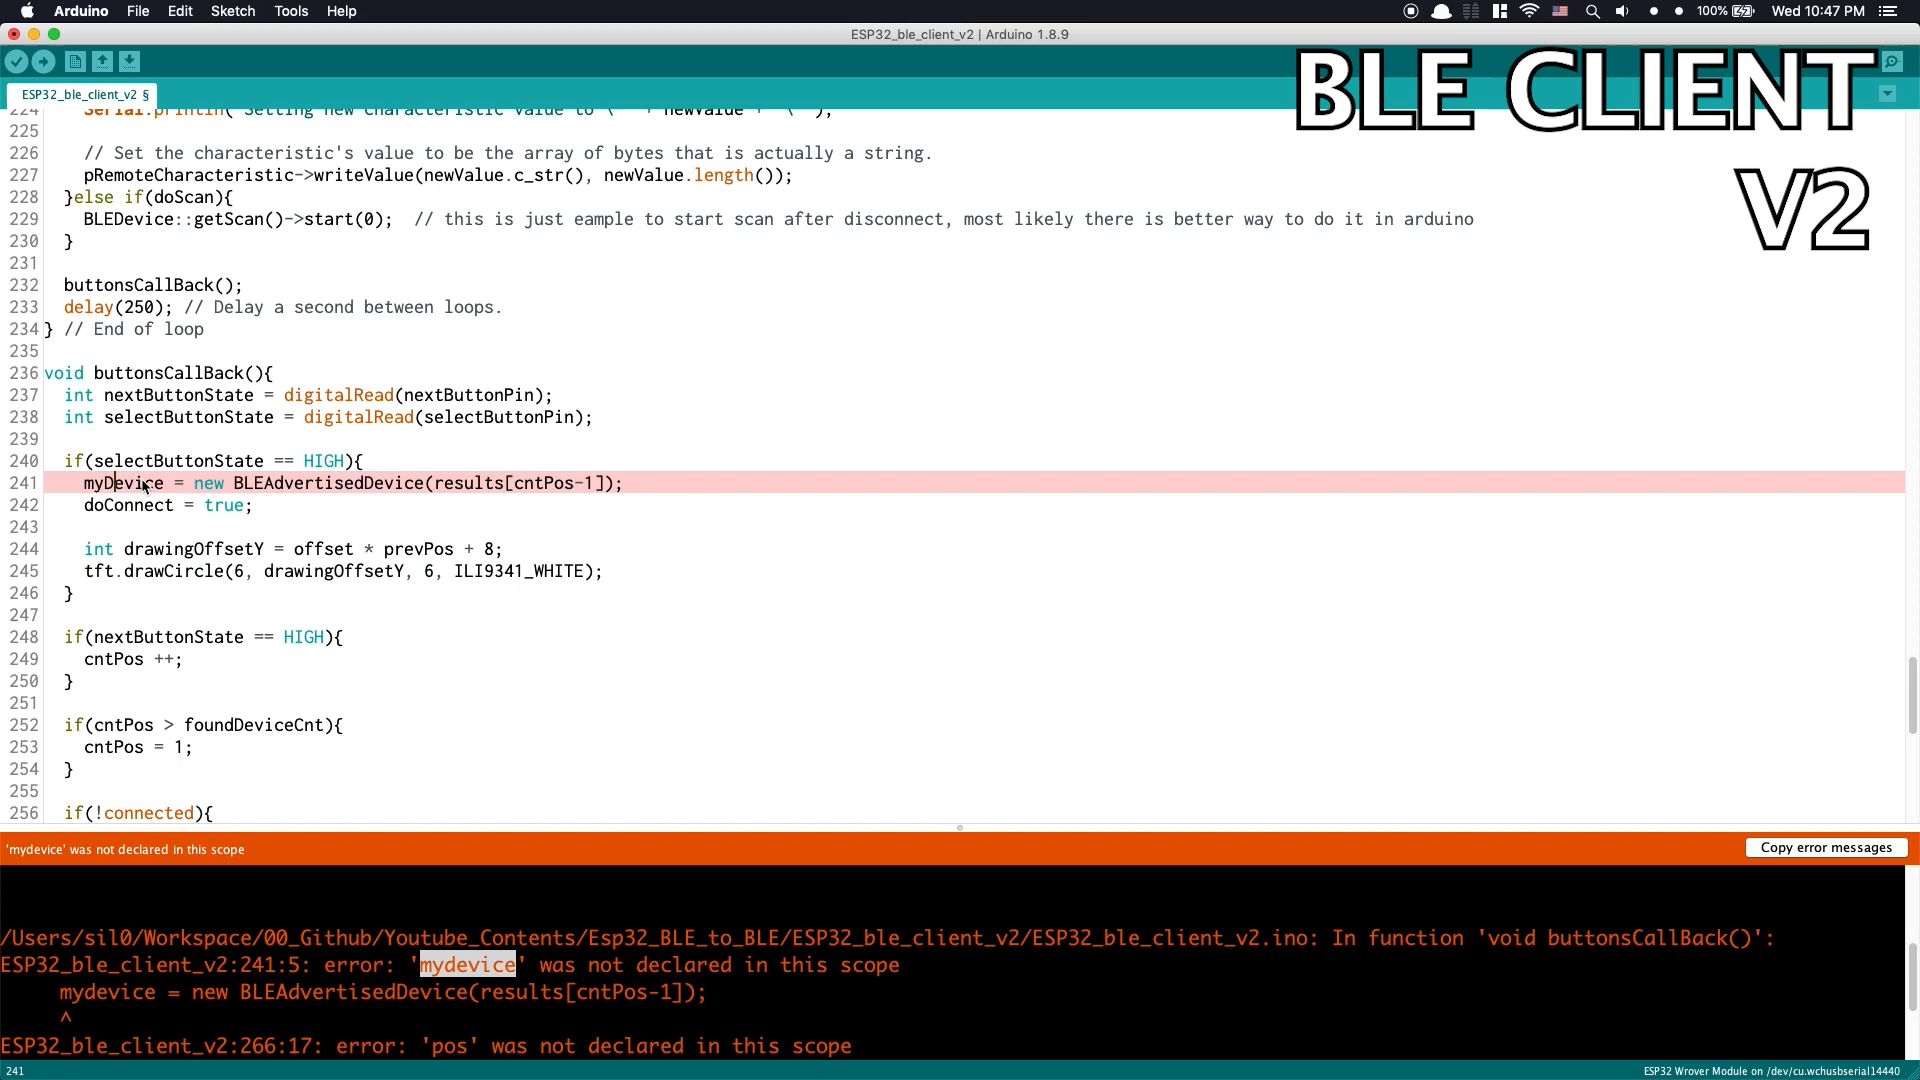 Arduino File Edit Sketch Tools Help
100% Wed 10:47 PM
ESP32_ble_client_v2 | Arduino 1.8.9
BLE CLIENT
V2
ESP32_ble_client_v2 §
224 Serial.println("Setting new characteristic value to \"" + newValue + "\"");
225
226 // Set the characteristic's value to be the array of bytes that is actually a string.
227 pRemoteCharacteristic->writeValue(newValue.c_str(), newValue.length());
228 }else if(doScan){
229 BLEDevice::getScan()->start(0);  // this is just eample to start scan after disconnect, most likely there is better way to do it in arduino
230 }
231
232 buttonsCallBack();
233 delay(250); // Delay a second between loops.
234 } // End of loop
235
236 void buttonsCallBack(){
237 int nextButtonState = digitalRead(nextButtonPin);
238 int selectButtonState = digitalRead(selectButtonPin);
239
240 if(selectButtonState == HIGH){
241 myDevice = new BLEAdvertisedDevice(results[cntPos-1]);
242 doConnect = true;
243
244 int drawingOffsetY = offset * prevPos + 8;
245 tft.drawCircle(6, drawingOffsetY, 6, ILI9341_WHITE);
246 }
247
248 if(nextButtonState == HIGH){
249 cntPos ++;
250 }
251
252 if(cntPos > foundDeviceCnt){
253 cntPos = 1;
254 }
255
256 if(!connected){
'mydevice' was not declared in this scope
Copy error messages
/Users/sil0/Workspace/00_Github/Youtube_Contents/Esp32_BLE_to_BLE/ESP32_ble_client_v2/ESP32_ble_client_v2.ino: In function 'void buttonsCallBack()':
ESP32_ble_client_v2:241:5: error: 'mydevice' was not declared in this scope
mydevice = new BLEAdvertisedDevice(results[cntPos-1]);
^
ESP32_ble_client_v2:266:17: error: 'pos' was not declared in this scope
241
ESP32 Wrover Module on /dev/cu.wchusbserial14440